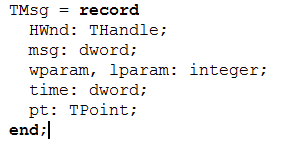 TMsg = record
  HWnd: THandle;
  msg: dword;
  wparam, lparam: integer;
  time: dword;
  pt: TPoint;
end;